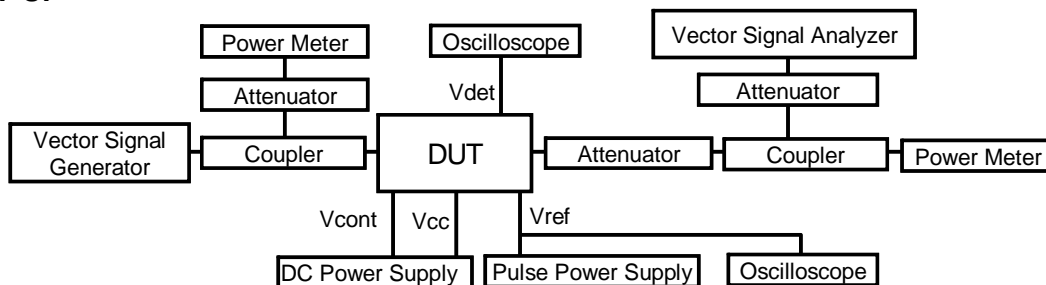 Power Meter
Oscilloscope
Vector Signal Analyzer
Attenuator
Vdet
Attenuator
Vector Signal
Generator
Coupler
DUT
Attenuator
Coupler
Power Meter
Vcont
Vcc
Vref
DC Power Supply
Pulse Power Supply
Oscilloscope